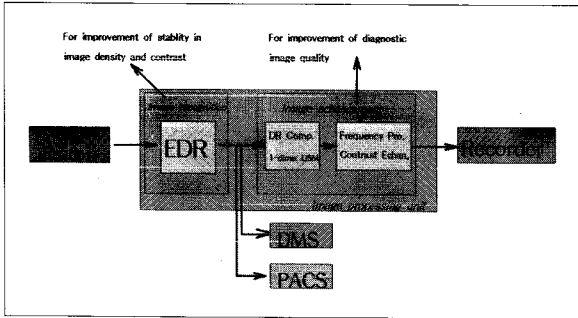 For improvement of stablity in
image density and contrast
For improvement of diagnostic
image quality
EDR
DR Comp.
Frequency Pro.
Contrast Echan.
Recorder
Image processing unit
DMS
PACS